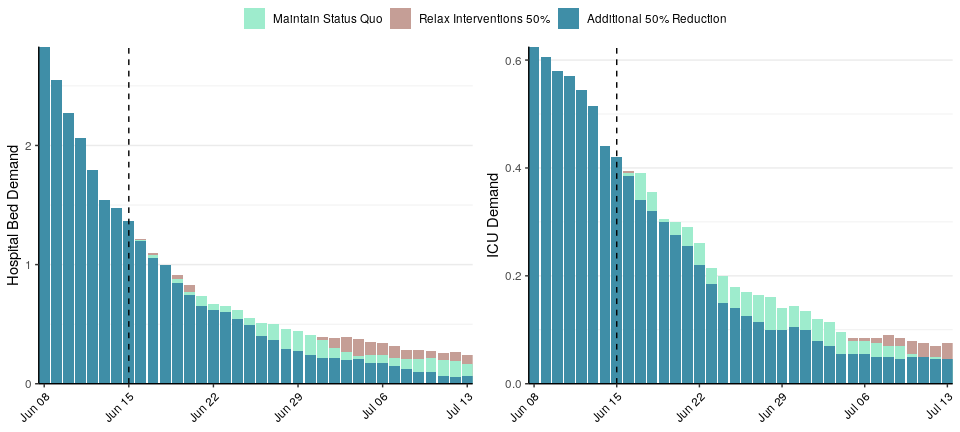 Maintain Status Quo Relax Interventions 50% Additional 50% Reduction
Hospital Bed Demand
2
1
0
Jun 08 Jun 15 Jun 22 Jun 29 Jul 06 Jul 13
ICU Demand
0.6
0.4
0.2
0.0
Jun 08 Jun 15 Jun 22 Jun 29 Jul 06 Jul 13